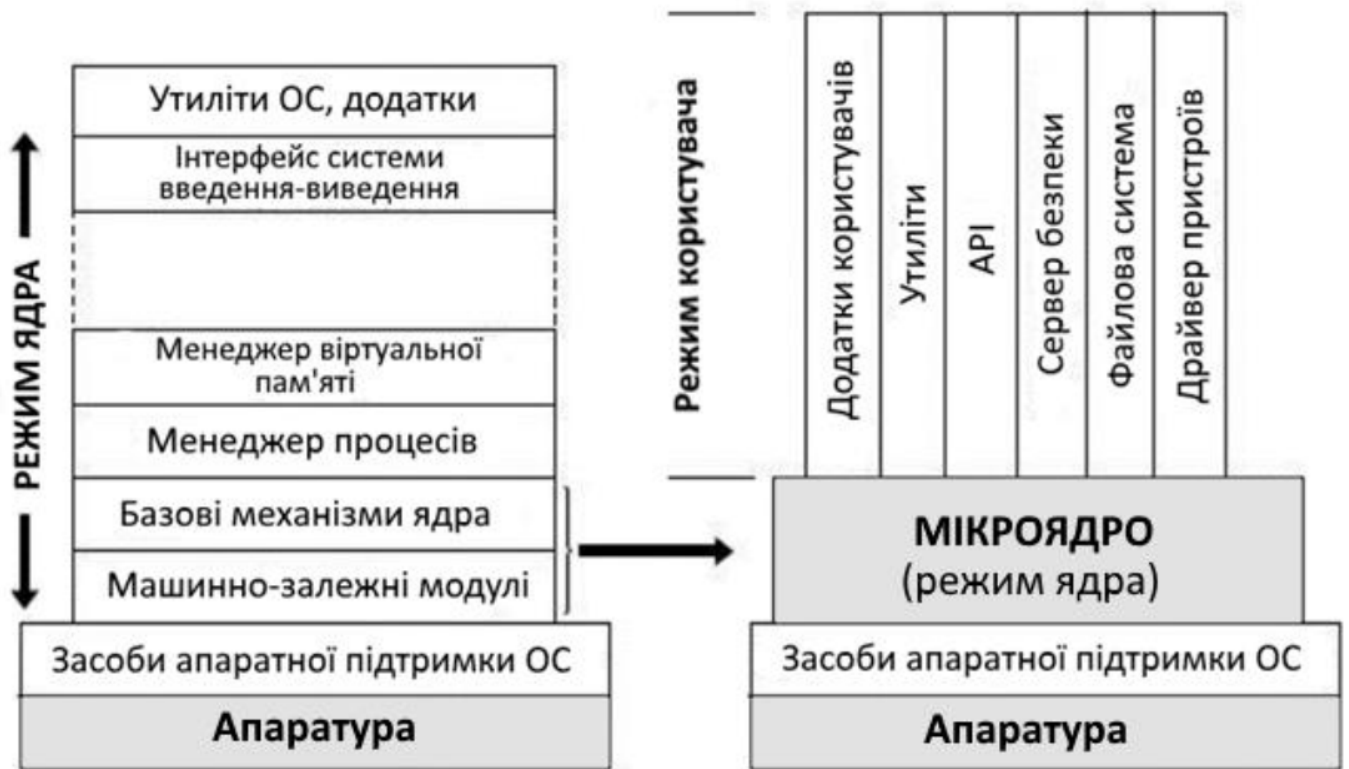 РЕЖИМ ЯДРА
Утиліти ОС, додатки
Інтерфейс системи
введення-виведення
Менеджер віртуальної
пам'яті
Менеджер процесів
Базові механізми ядра
Машинно-залежні модулі
Засоби апаратної підтримки ОС
Апаратура
Режим користувача
Додатки користувачів
Утиліти
API
Сервер безпеки
Файлова система
Драйвер пристроїв
МІКРОЯДРО
(режим ядра)
Засоби апаратної підтримки ОС
Апаратура